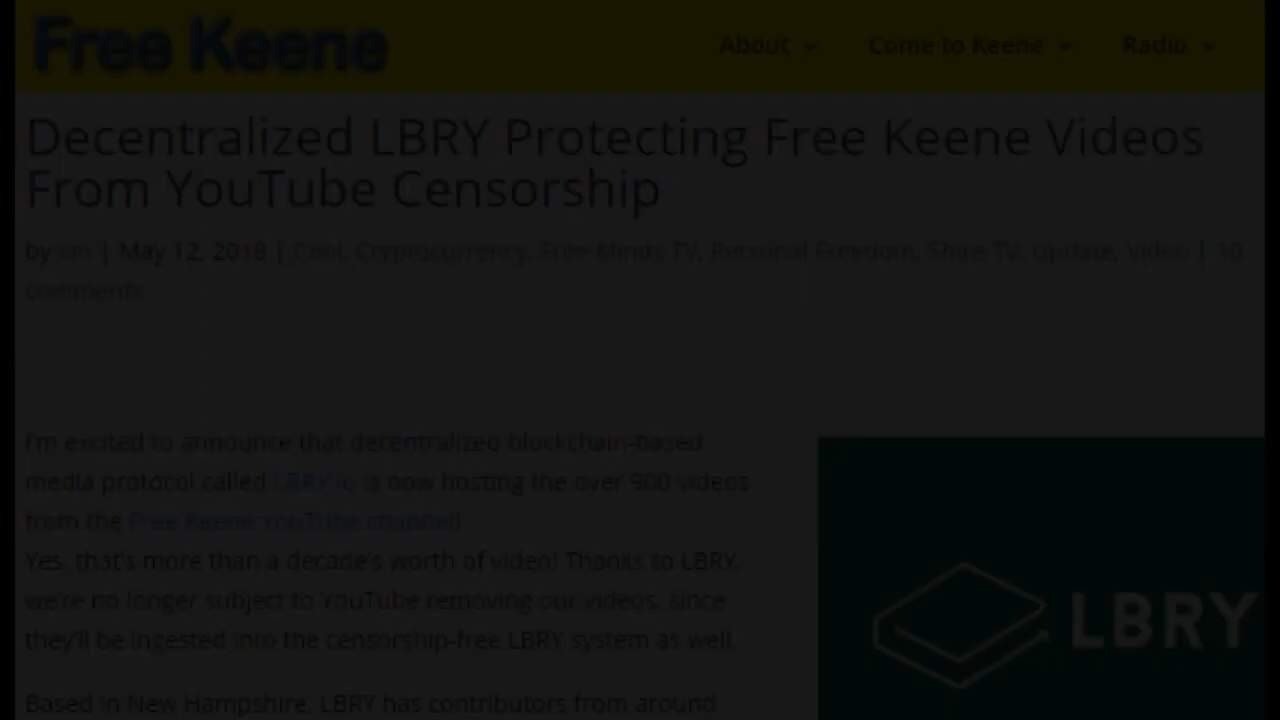 Free Keene
About
Come to Keene
Radio
Decentralized LBRY Protecting Free Keene Videos
From YouTube Censorship
by Ian | May 12, 2018 | Cool, Cryptocurrency, Free Minds TV, Personal Freedom, Shire TV, Update, Video | 10
comments
I'm excited to announce that decentralized blockchain-based
media protocol called LBRY.io is now hosting the over 900 videos
from the Free Keene YouTube channel!
Yes, that's more than a decade's worth of video! Thanks to LBRY,
we're no longer subject to YouTube removing our videos, since
they'll be ingested into the censorship-free LBRY system as well.
LBRY
Based in New Hampshire, LBRY has contributors from around